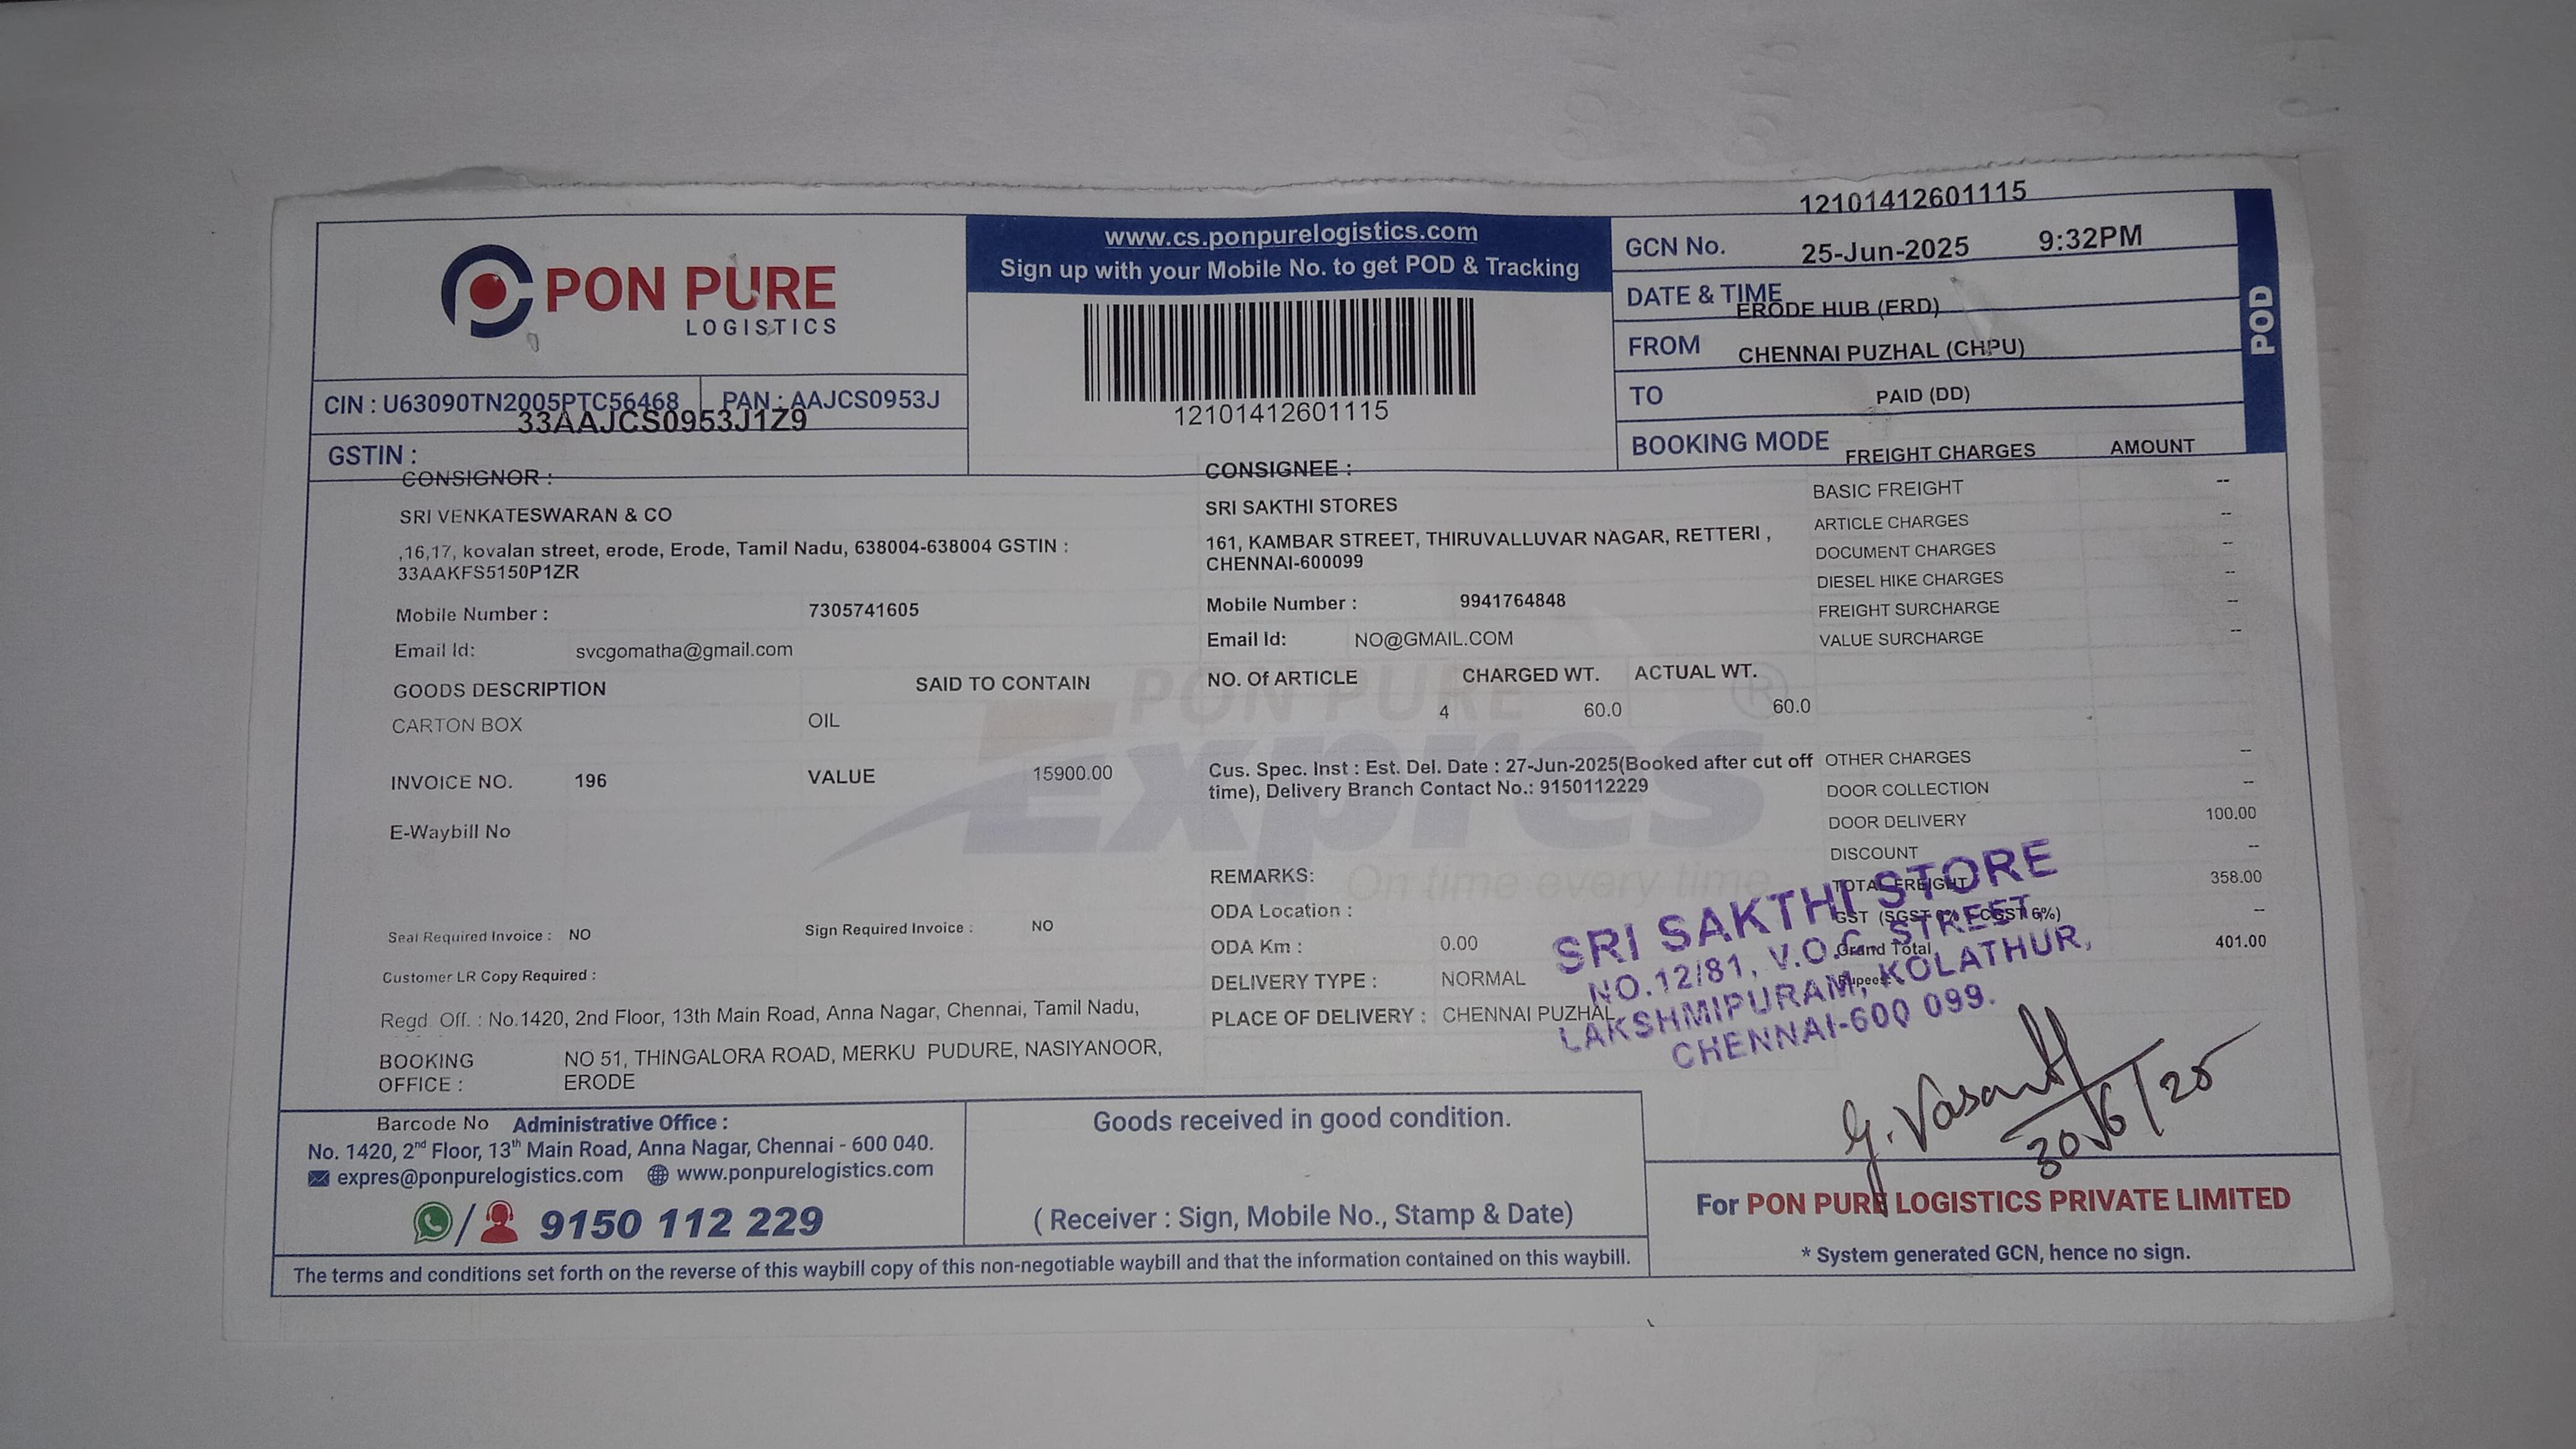 12101412601115
PON PURE
LOGISTICS
www.cs.ponpurelogistics.com
Sign up with your Mobile No. to get POD & Tracking
12101412601115
GCN No.
25-Jun-2025 9:32PM
DATE & TIME
ERODE HUB (ERD)
FROM
CHENNAI PUZHAL (CHPU)
TO
PAID (DD)
BOOKING MODE
POD
CIN : U63090TN2005PTC56468
PAN : AAJCS0953J
33AAJCS0953J1Z9
GSTIN :
CONSIGNOR :
SRI VENKATESWARAN & CO
,16,17, kovalan street, erode, Erode, Tamil Nadu, 638004-638004 GSTIN :
33AAKFS5150P1ZR
Mobile Number : 7305741605
Email Id: svcgomatha@gmail.com
CONSIGNEE :
SRI SAKTHI STORES
161, KAMBAR STREET, THIRUVALLUVAR NAGAR, RETTERI ,
CHENNAI-600099
Mobile Number : 9941764848
Email Id: NO@GMAIL.COM
FREIGHT CHARGES AMOUNT
BASIC FREIGHT --
ARTICLE CHARGES --
DOCUMENT CHARGES --
DIESEL HIKE CHARGES --
FREIGHT SURCHARGE --
VALUE SURCHARGE --
GOODS DESCRIPTION SAID TO CONTAIN
CARTON BOX OIL
NO. Of ARTICLE CHARGED WT. ACTUAL WT.
4 60.0 60.0
INVOICE NO. 196 VALUE 15900.00
E-Waybill No
PON PURE
Expres
®
On time every time
Cus. Spec. Inst : Est. Del. Date : 27-Jun-2025(Booked after cut off
time), Delivery Branch Contact No.: 9150112229
OTHER CHARGES --
DOOR COLLECTION --
DOOR DELIVERY 100.00
DISCOUNT --
TOTAL FREIGHT 358.00
GST (SGST 6% + CGST 6%) --
Grand Total 401.00
Rupees:
REMARKS:
ODA Location :
ODA Km : 0.00
DELIVERY TYPE : NORMAL
PLACE OF DELIVERY : CHENNAI PUZHAL
Seal Required Invoice : NO Sign Required Invoice : NO
Customer LR Copy Required :
Regd. Off. : No.1420, 2nd Floor, 13th Main Road, Anna Nagar, Chennai, Tamil Nadu,
BOOKING
OFFICE :
NO 51, THINGALORA ROAD, MERKU PUDURE, NASIYANOOR,
ERODE
SRI SAKTHI STORE
NO.12/81, V.O.C. STREET,
LAKSHMIPURAM, KOLATHUR,
CHENNAI-600 099.
G. Vasanth
30/6/25
Barcode No Administrative Office :
No. 1420, 2nd Floor, 13th Main Road, Anna Nagar, Chennai - 600 040.
expres@ponpurelogistics.com www.ponpurelogistics.com
/ 9150 112 229
Goods received in good condition.
( Receiver : Sign, Mobile No., Stamp & Date)
For PON PURE LOGISTICS PRIVATE LIMITED
* System generated GCN, hence no sign.
The terms and conditions set forth on the reverse of this waybill copy of this non-negotiable waybill and that the information contained on this waybill.